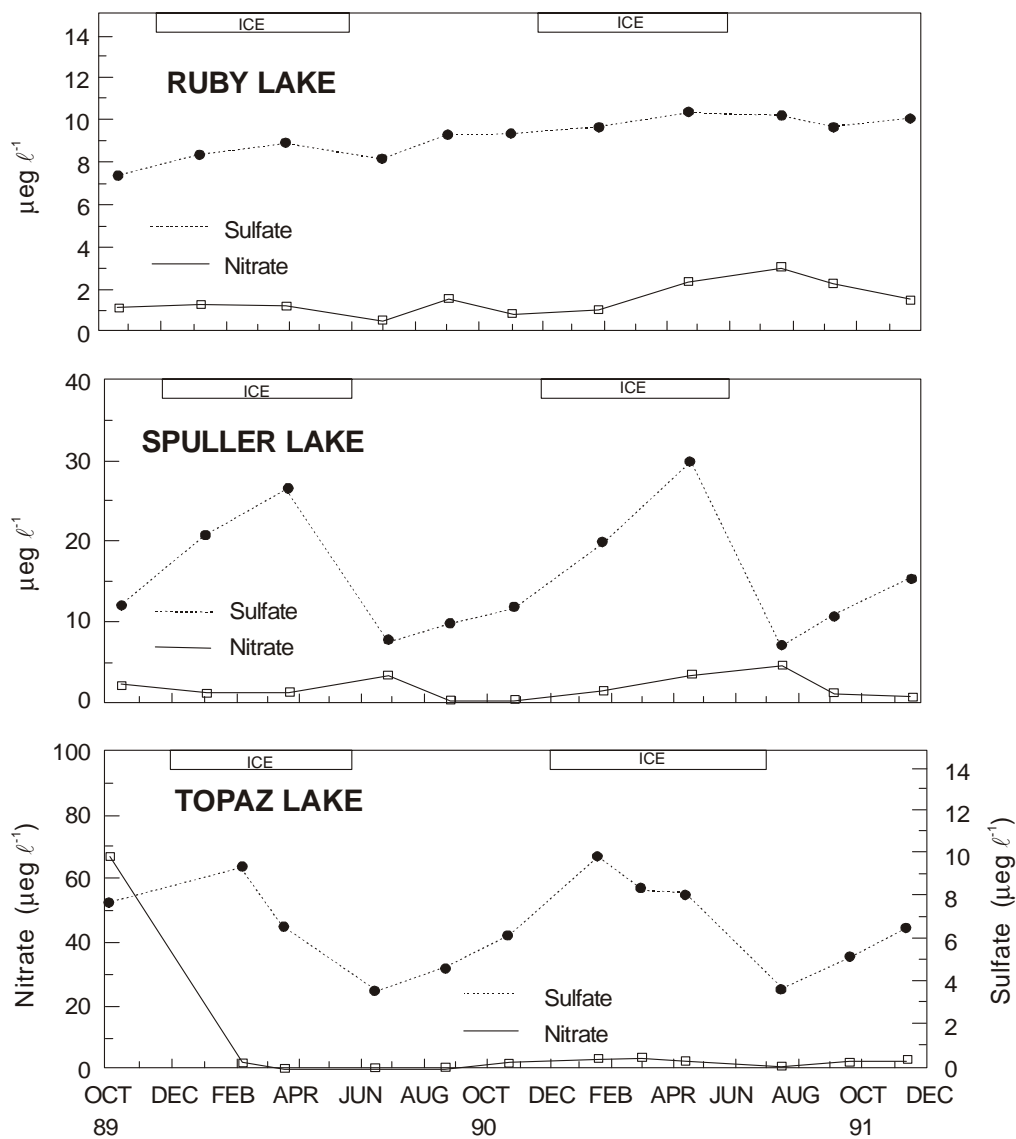 ICE ICE
RUBY LAKE
14
12
10
8
6
4
2
0
µeg ℓ-1
Sulfate
Nitrate
ICE ICE
SPULLER LAKE
40
30
20
10
0
µeg ℓ-1
Sulfate
Nitrate
ICE ICE
TOPAZ LAKE
100
80
60
40
20
0
Nitrate (µeg ℓ-1)
14
12
10
8
6
4
2
0
Sulfate (µeg ℓ-1)
Sulfate
Nitrate
OCT DEC FEB APR JUN AUG OCT DEC FEB APR JUN AUG OCT DEC
89 90 91